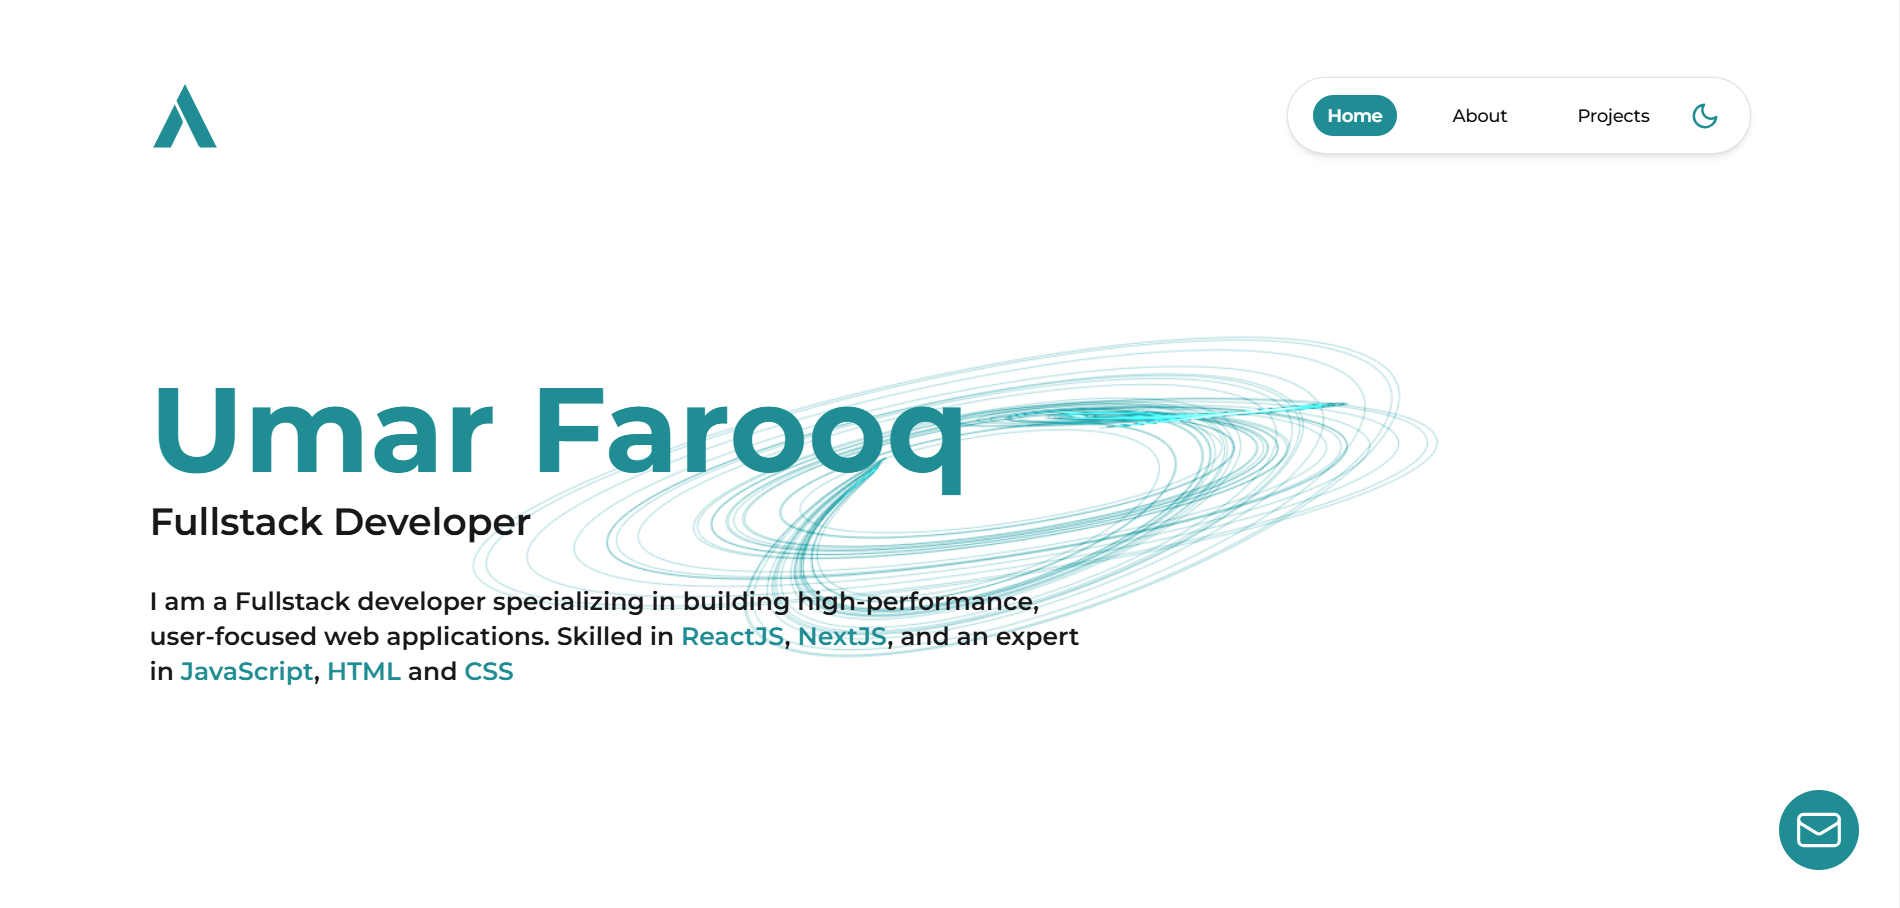 Home About Projects
Umar Farooq
Fullstack Developer
I am a Fullstack developer specializing in building high-performance,
user-focused web applications. Skilled in ReactJS, NextJS, and an expert
in JavaScript, HTML and CSS